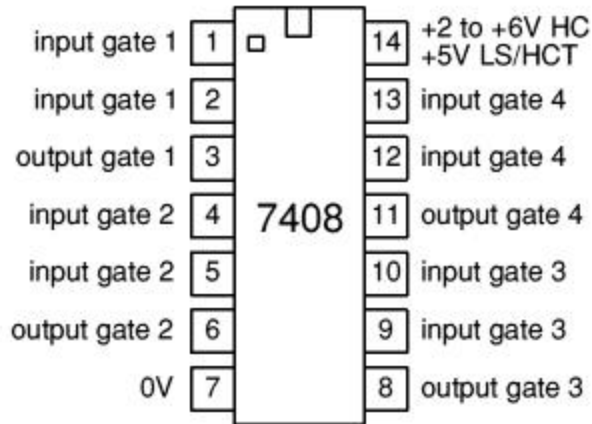 input gate 1 1
input gate 1 2
output gate 1 3
input gate 2 4
input gate 2 5
output gate 2 6
0V 7
7408
14 +2 to +6V HC
+5V LS/HCT
13 input gate 4
12 input gate 4
11 output gate 4
10 input gate 3
9 input gate 3
8 output gate 3